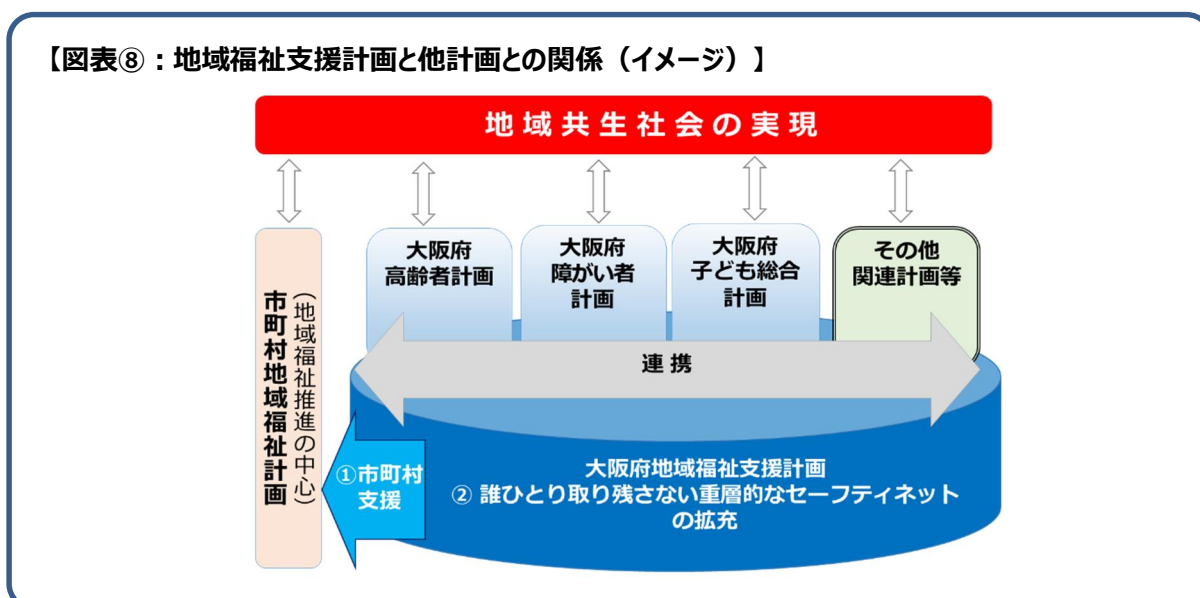 【図表⑧：地域福祉支援計画と他計画との関係（イメージ）】
地域共生社会の実現
（地域福祉推進の中心）
市町村地域福祉計画
大阪府
高齢者計画
大阪府
障がい者
計画
大阪府
子ども総合
計画
その他
関連計画等
連携
①市町村
支援
大阪府地域福祉支援計画
② 誰ひとり取り残さない重層的なセーフティネット
の拡充